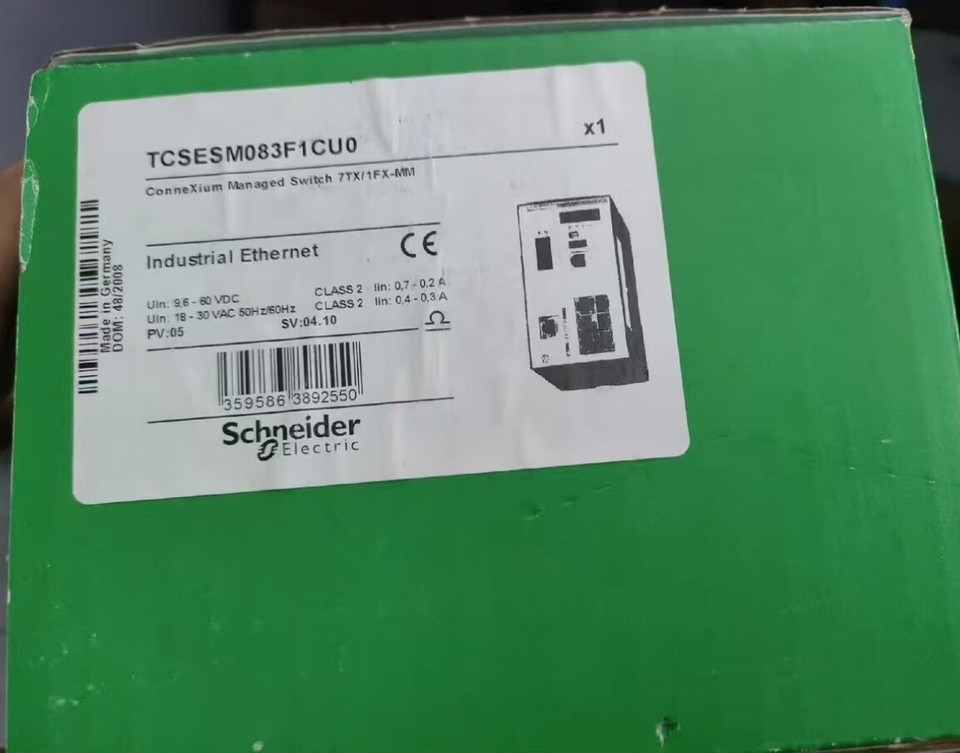 TCSESM083F1CU0
x1
ConneXium Managed Switch 7TX/1FX-MM
Industrial Ethernet
CE
Uin: 9,6 - 60 VDC CLASS 2 Iin: 0,7 - 0,2 A
Uin: 18 - 30 VAC 50Hz/60Hz CLASS 2 Iin: 0,4 - 0,3 A
PV:05 SV:04.10
Made in Germany
DOM: 48/2008
359586 3892550
Schneider
Electric